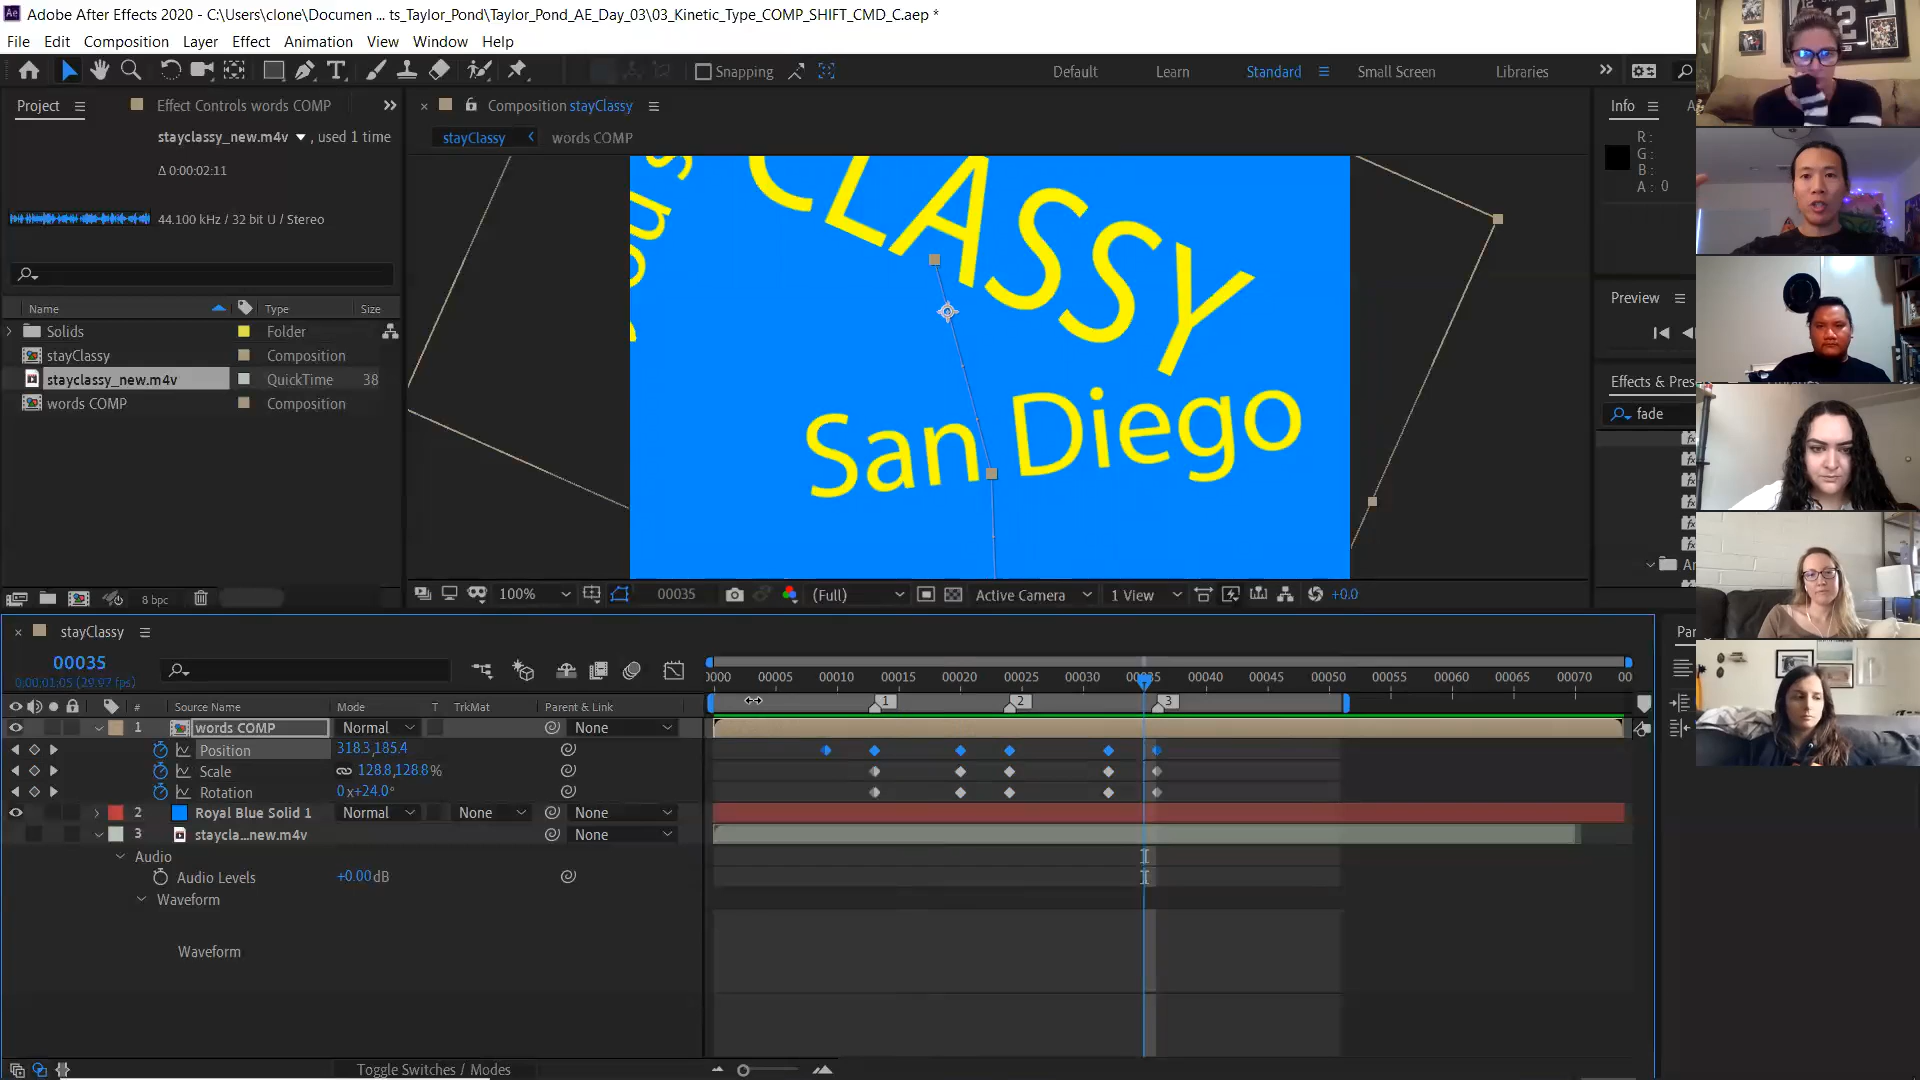 Adobe After Effects 2020 - C:\Users\clone\Documen ... ts_Taylor_Pond\Taylor_Pond_AE_Day_03\03_Kinetic_Type_COMP_SHIFT_CMD_C.aep *
File Edit Composition Layer Effect Animation View Window Help
Snapping Default Learn Standard Small Screen Libraries
Project Effect Controls words COMP
Composition stayClassy
Info
stayclassy_new.m4v , used 1 time
Δ 0:00:02:11
44.100 kHz / 32 bit U / Stereo
stayClassy words COMP
R:
G:
B:
A: 0
Name Type Size
Solids Folder
stayClassy Composition
stayclassy_new.m4v QuickTime 38
words COMP Composition
8 bpc
CLASSY
San Diego
Preview
Effects & Pres
fade
100% 00035 (Full) Active Camera 1 View +0.0
stayClassy
00035
0:00:01:05 (29.97 fps)
0000 00005 00010 00015 00020 00025 00030 00035 00040 00045 00050 00055 00060 00065 00070 00
# Source Name Mode T TrkMat Parent & Link
1 2 3
1 words COMP Normal None
Position 318.3,185.4
Scale 128.8,128.8%
Rotation 0x+24.0°
2 Royal Blue Solid 1 Normal None None
3 staycla...new.m4v None
Audio
Audio Levels +0.00dB
Waveform
Waveform
Toggle Switches / Modes